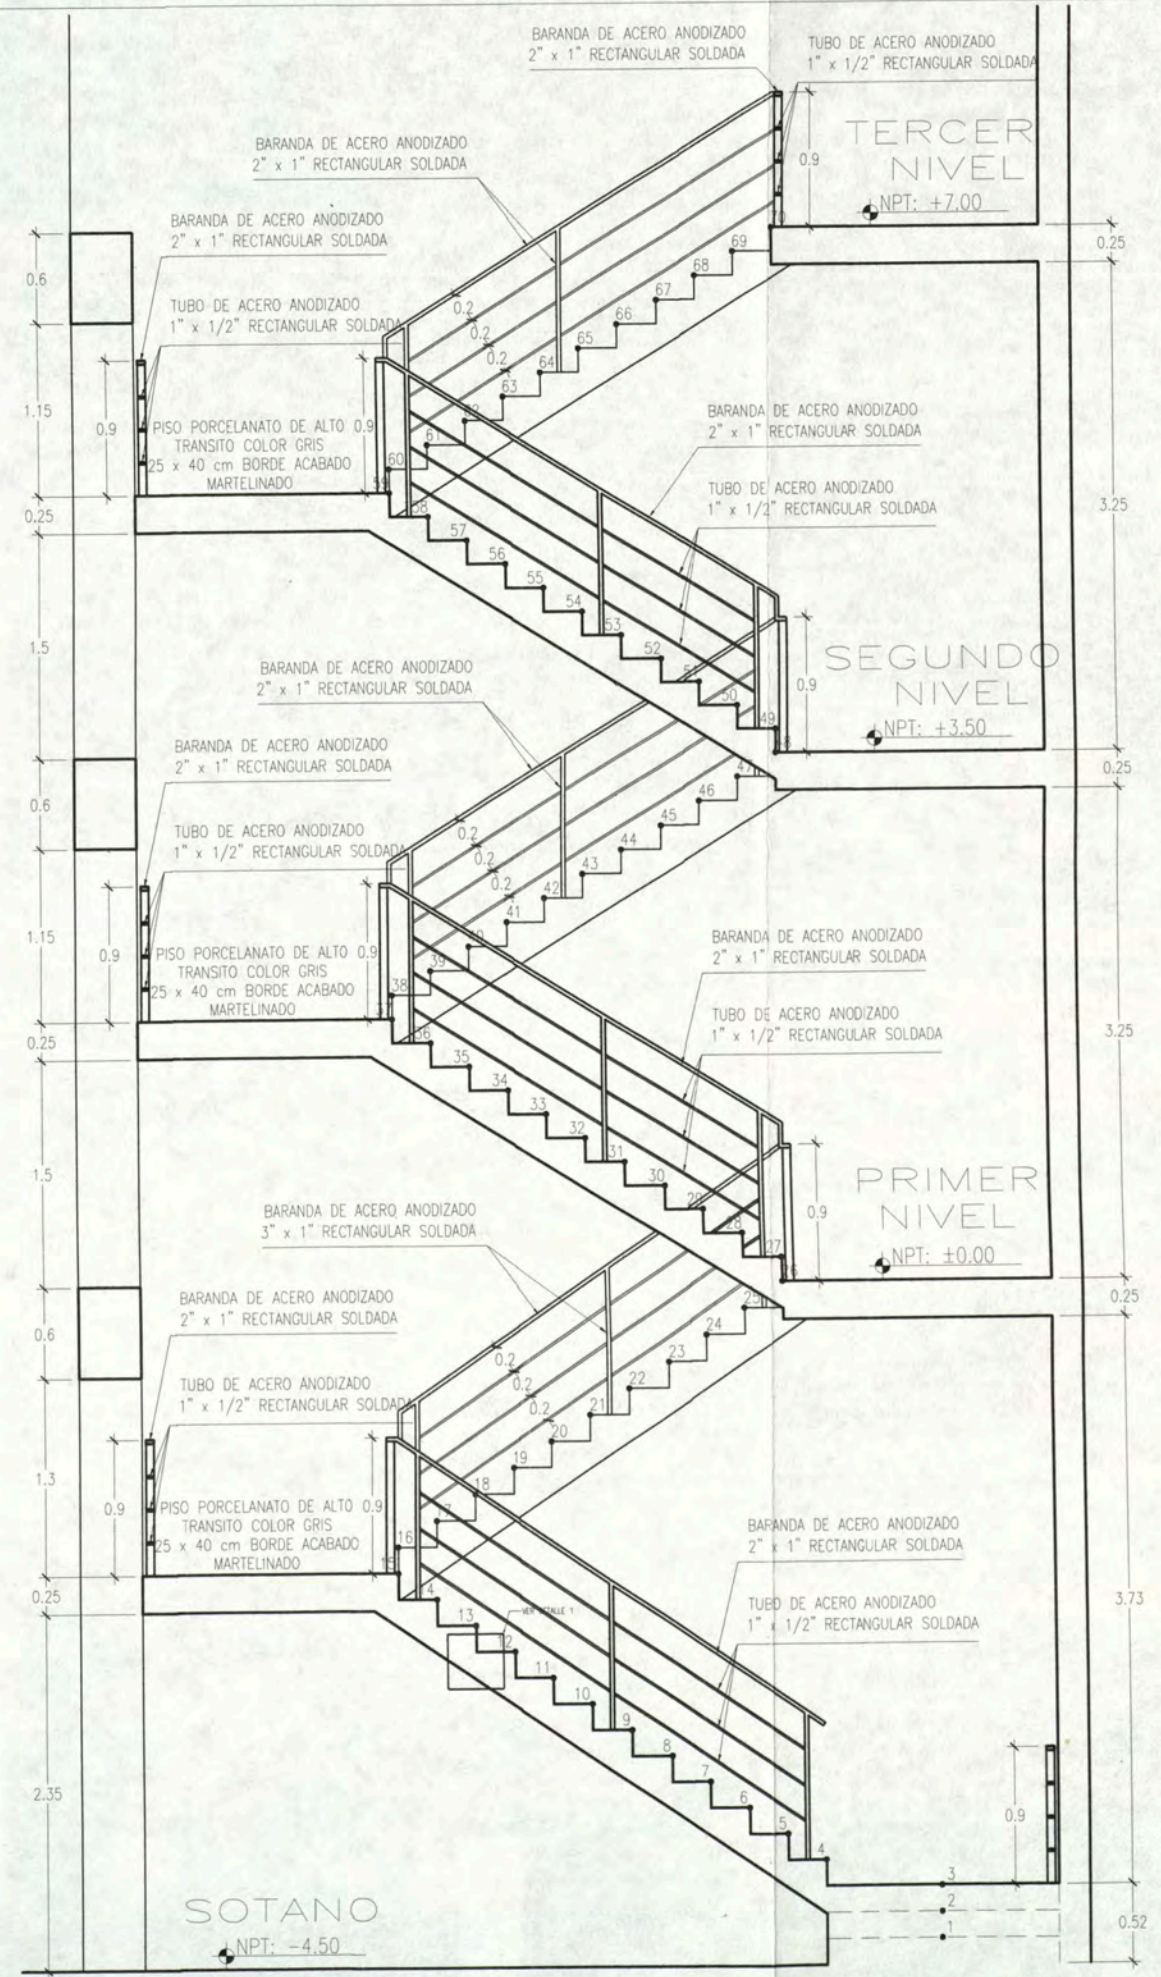 BARANDA DE ACERO ANODIZADO
2" x 1" RECTANGULAR SOLDADA
TUBO DE ACERO ANODIZADO
1" x 1/2" RECTANGULAR SOLDADA
TERCER
NIVEL
NPT: +7.00
0.9
0.25
BARANDA DE ACERO ANODIZADO
2" x 1" RECTANGULAR SOLDADA
BARANDA DE ACERO ANODIZADO
2" x 1" RECTANGULAR SOLDADA
TUBO DE ACERO ANODIZADO
1" x 1/2" RECTANGULAR SOLDADA
0.6
1.15
0.25
0.9
PISO PORCELANATO DE ALTO
TRANSITO COLOR GRIS
25 x 40 cm BORDE ACABADO
MARTELINADO
0.9
0.2
0.2
0.2
70
69
68
67
66
65
64
63
62
61
60
59
58
57
56
55
54
53
52
51
50
49
BARANDA DE ACERO ANODIZADO
2" x 1" RECTANGULAR SOLDADA
TUBO DE ACERO ANODIZADO
1" x 1/2" RECTANGULAR SOLDADA
3.25
SEGUNDO
NIVEL
NPT: +3.50
0.9
0.25
1.5
BARANDA DE ACERO ANODIZADO
2" x 1" RECTANGULAR SOLDADA
BARANDA DE ACERO ANODIZADO
2" x 1" RECTANGULAR SOLDADA
TUBO DE ACERO ANODIZADO
1" x 1/2" RECTANGULAR SOLDADA
0.6
1.15
0.25
0.9
PISO PORCELANATO DE ALTO
TRANSITO COLOR GRIS
25 x 40 cm BORDE ACABADO
MARTELINADO
0.9
0.2
0.2
0.2
47
46
45
44
43
42
41
40
39
38
37
36
35
34
33
32
31
30
29
28
27
26
BARANDA DE ACERO ANODIZADO
2" x 1" RECTANGULAR SOLDADA
TUBO DE ACERO ANODIZADO
1" x 1/2" RECTANGULAR SOLDADA
3.25
PRIMER
NIVEL
NPT: ±0.00
0.9
0.25
1.5
BARANDA DE ACERO ANODIZADO
3" x 1" RECTANGULAR SOLDADA
BARANDA DE ACERO ANODIZADO
2" x 1" RECTANGULAR SOLDADA
TUBO DE ACERO ANODIZADO
1" x 1/2" RECTANGULAR SOLDADA
0.6
1.3
0.25
0.9
PISO PORCELANATO DE ALTO
TRANSITO COLOR GRIS
25 x 40 cm BORDE ACABADO
MARTELINADO
0.9
0.2
0.2
0.2
25
24
23
22
21
20
19
18
17
16
15
4
13
12
11
10
9
8
7
6
5
4
3
2
1
VER DETALLE 1
BARANDA DE ACERO ANODIZADO
2" x 1" RECTANGULAR SOLDADA
TUBO DE ACERO ANODIZADO
1" x 1/2" RECTANGULAR SOLDADA
3.73
0.9
0.52
2.35
SOTANO
NPT: -4.50